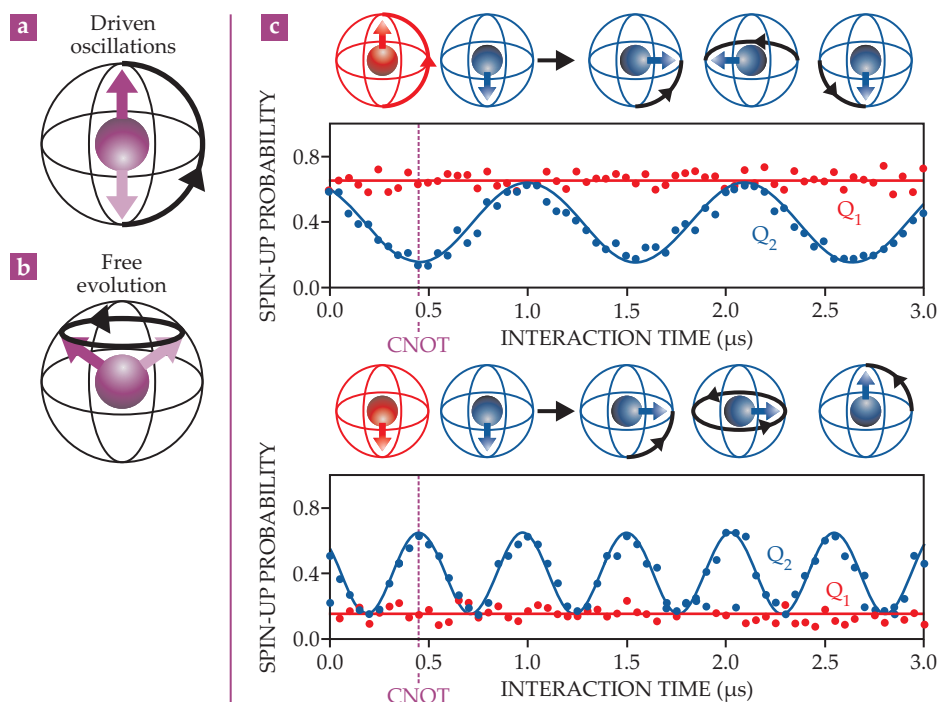 a
Driven
oscillations
b
Free
evolution
c
SPIN-UP PROBABILITY
0.8
0.4
0.0
Q1
Q2
0.0 0.5 1.0 1.5 2.0 2.5 3.0
CNOT
INTERACTION TIME (µs)
SPIN-UP PROBABILITY
0.8
0.4
0.0
Q2
Q1
0.0 0.5 1.0 1.5 2.0 2.5 3.0
CNOT
INTERACTION TIME (µs)